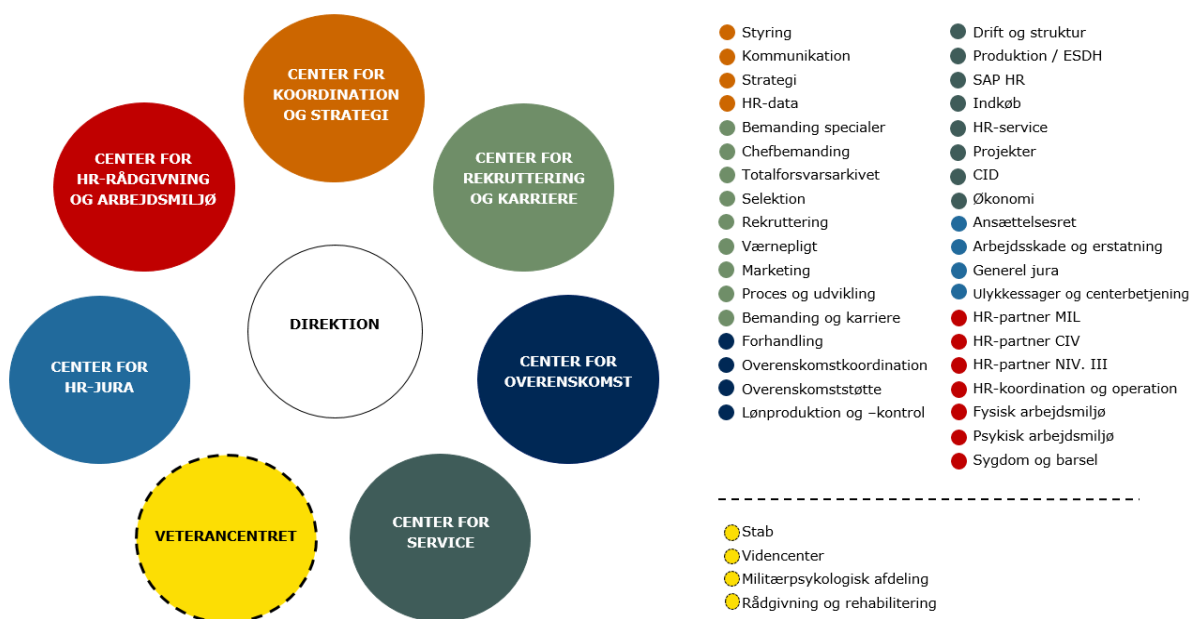 CENTER FOR
KOORDINATION
OG STRATEGI
CENTER FOR
HR-RÅDGIVNING
OG ARBEJDSMILJØ
CENTER FOR
REKRUTTERING
OG KARRIERE
DIREKTION
CENTER FOR
HR-JURA
CENTER FOR
OVERENSKOMST
VETERANCENTRET
CENTER FOR
SERVICE
Styring
Kommunikation
Strategi
HR-data
Bemanding specialer
Chefbemanding
Totalforsvarsarkivet
Selektion
Rekruttering
Værnepligt
Marketing
Proces og udvikling
Bemanding og karriere
Forhandling
Overenskomstkoordination
Overenskomststøtte
Lønproduktion og –kontrol
Drift og struktur
Produktion / ESDH
SAP HR
Indkøb
HR-service
Projekter
CID
Økonomi
Ansættelsesret
Arbejdsskade og erstatning
Generel jura
Ulykkessager og centerbetjening
HR-partner MIL
HR-partner CIV
HR-partner NIV. III
HR-koordination og operation
Fysisk arbejdsmiljø
Psykisk arbejdsmiljø
Sygdom og barsel
Stab
Videncenter
Militærpsykologisk afdeling
Rådgivning og rehabilitering